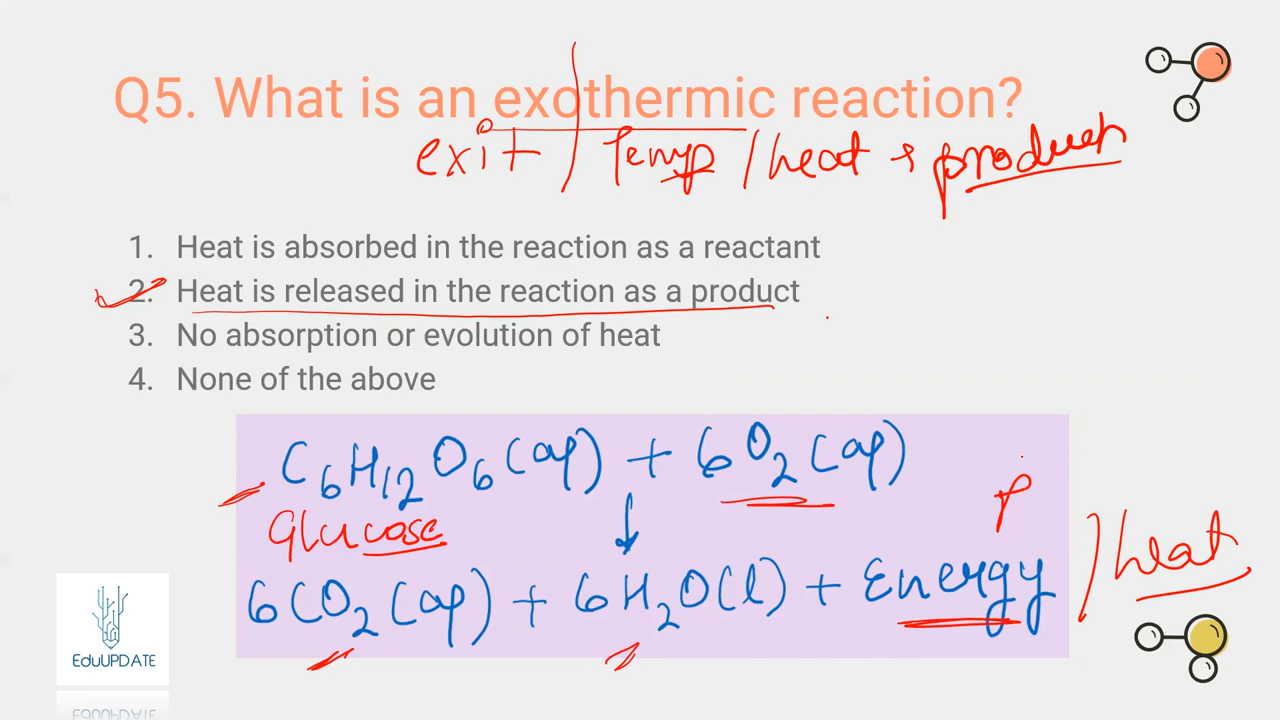 Q5. What is an exothermic reaction?
exit / Temp / heat → product
1. Heat is absorbed in the reaction as a reactant
2. Heat is released in the reaction as a product
3. No absorption or evolution of heat
4. None of the above
C6H12O6 (aq) + 6O2 (aq)
Glucose
↓
6CO2 (aq) + 6H2O(l) + Energy / heat
EduUPDATE